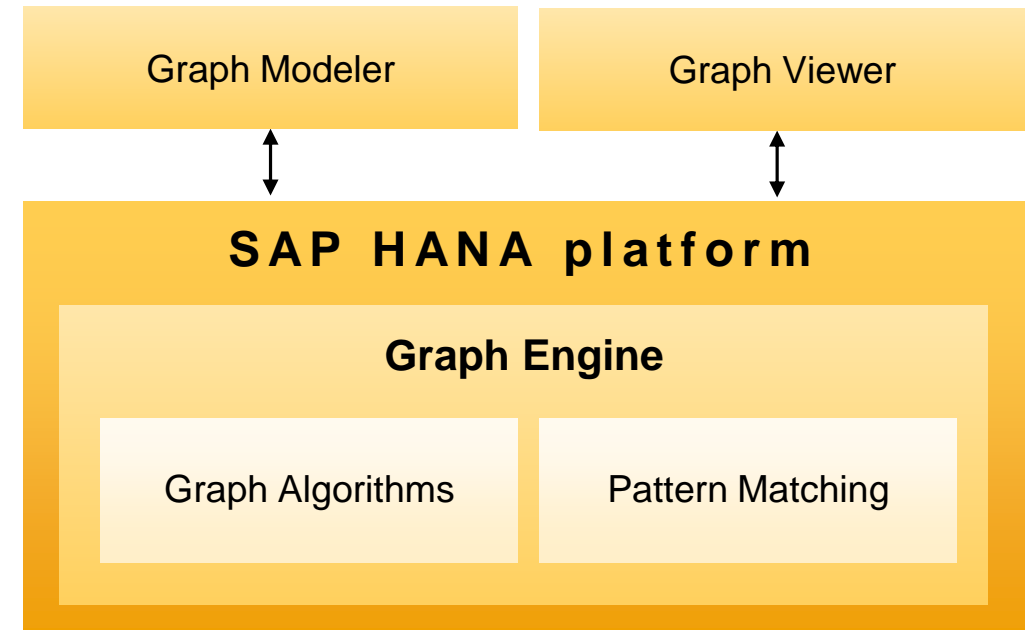 Graph Modeler
Graph Viewer
SAP HANA platform
Graph Engine
Graph Algorithms
Pattern Matching